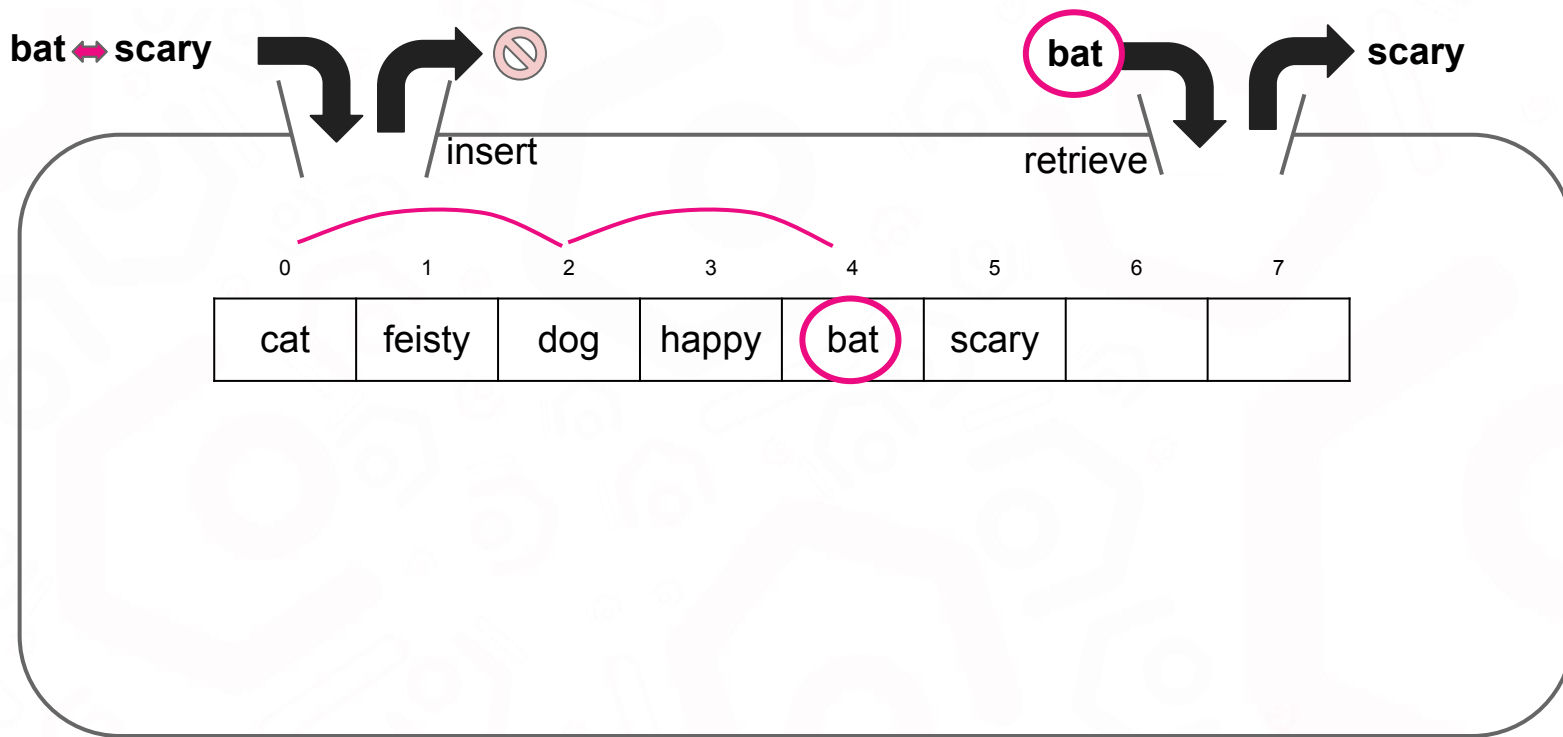 bat scary
bat scary
insert
retrieve
0 1 2 3 4 5 6 7
cat feisty dog happy bat scary